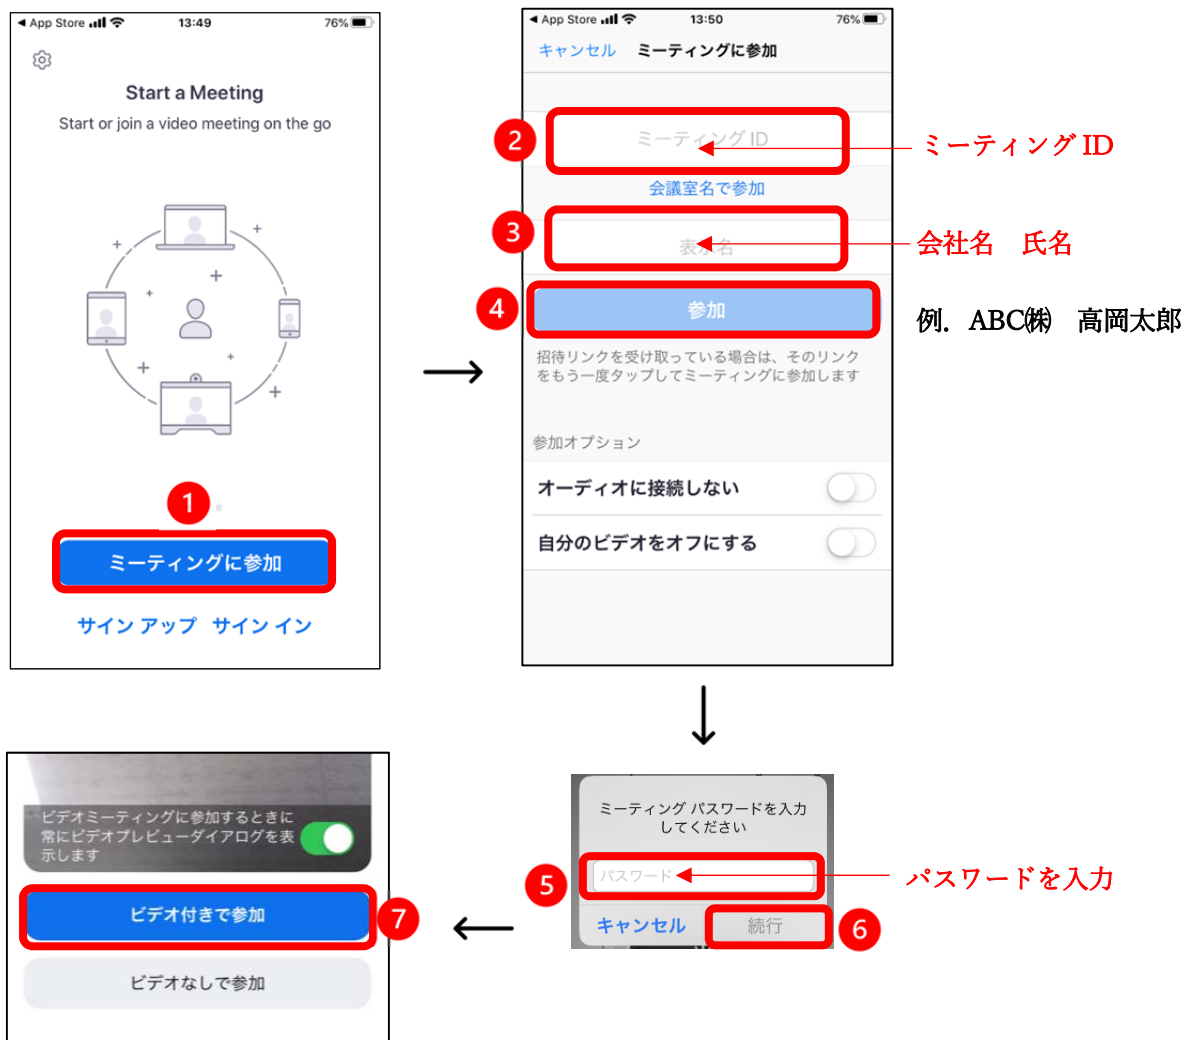 App Store 13:49 76%
Start a Meeting
Start or join a video meeting on the go
1
ミーティングに参加
サイン アップ サイン イン
App Store 13:50 76%
キャンセル ミーティングに参加
2
ミーティング ID
ミーティング ID
会議室名で参加
3
表示名
会社名 氏名
4
参加
例．ABC㈱ 高岡太郎
招待リンクを受け取っている場合は、そのリンク
をもう一度タップしてミーティングに参加します
参加オプション
オーディオに接続しない
自分のビデオをオフにする
ミーティング パスワードを入力
してください
5
パスワード
パスワードを入力
キャンセル 続行
6
ビデオミーティングに参加するときに
常にビデオプレビューダイアログを表
示します
ビデオ付きで参加
7
ビデオなしで参加